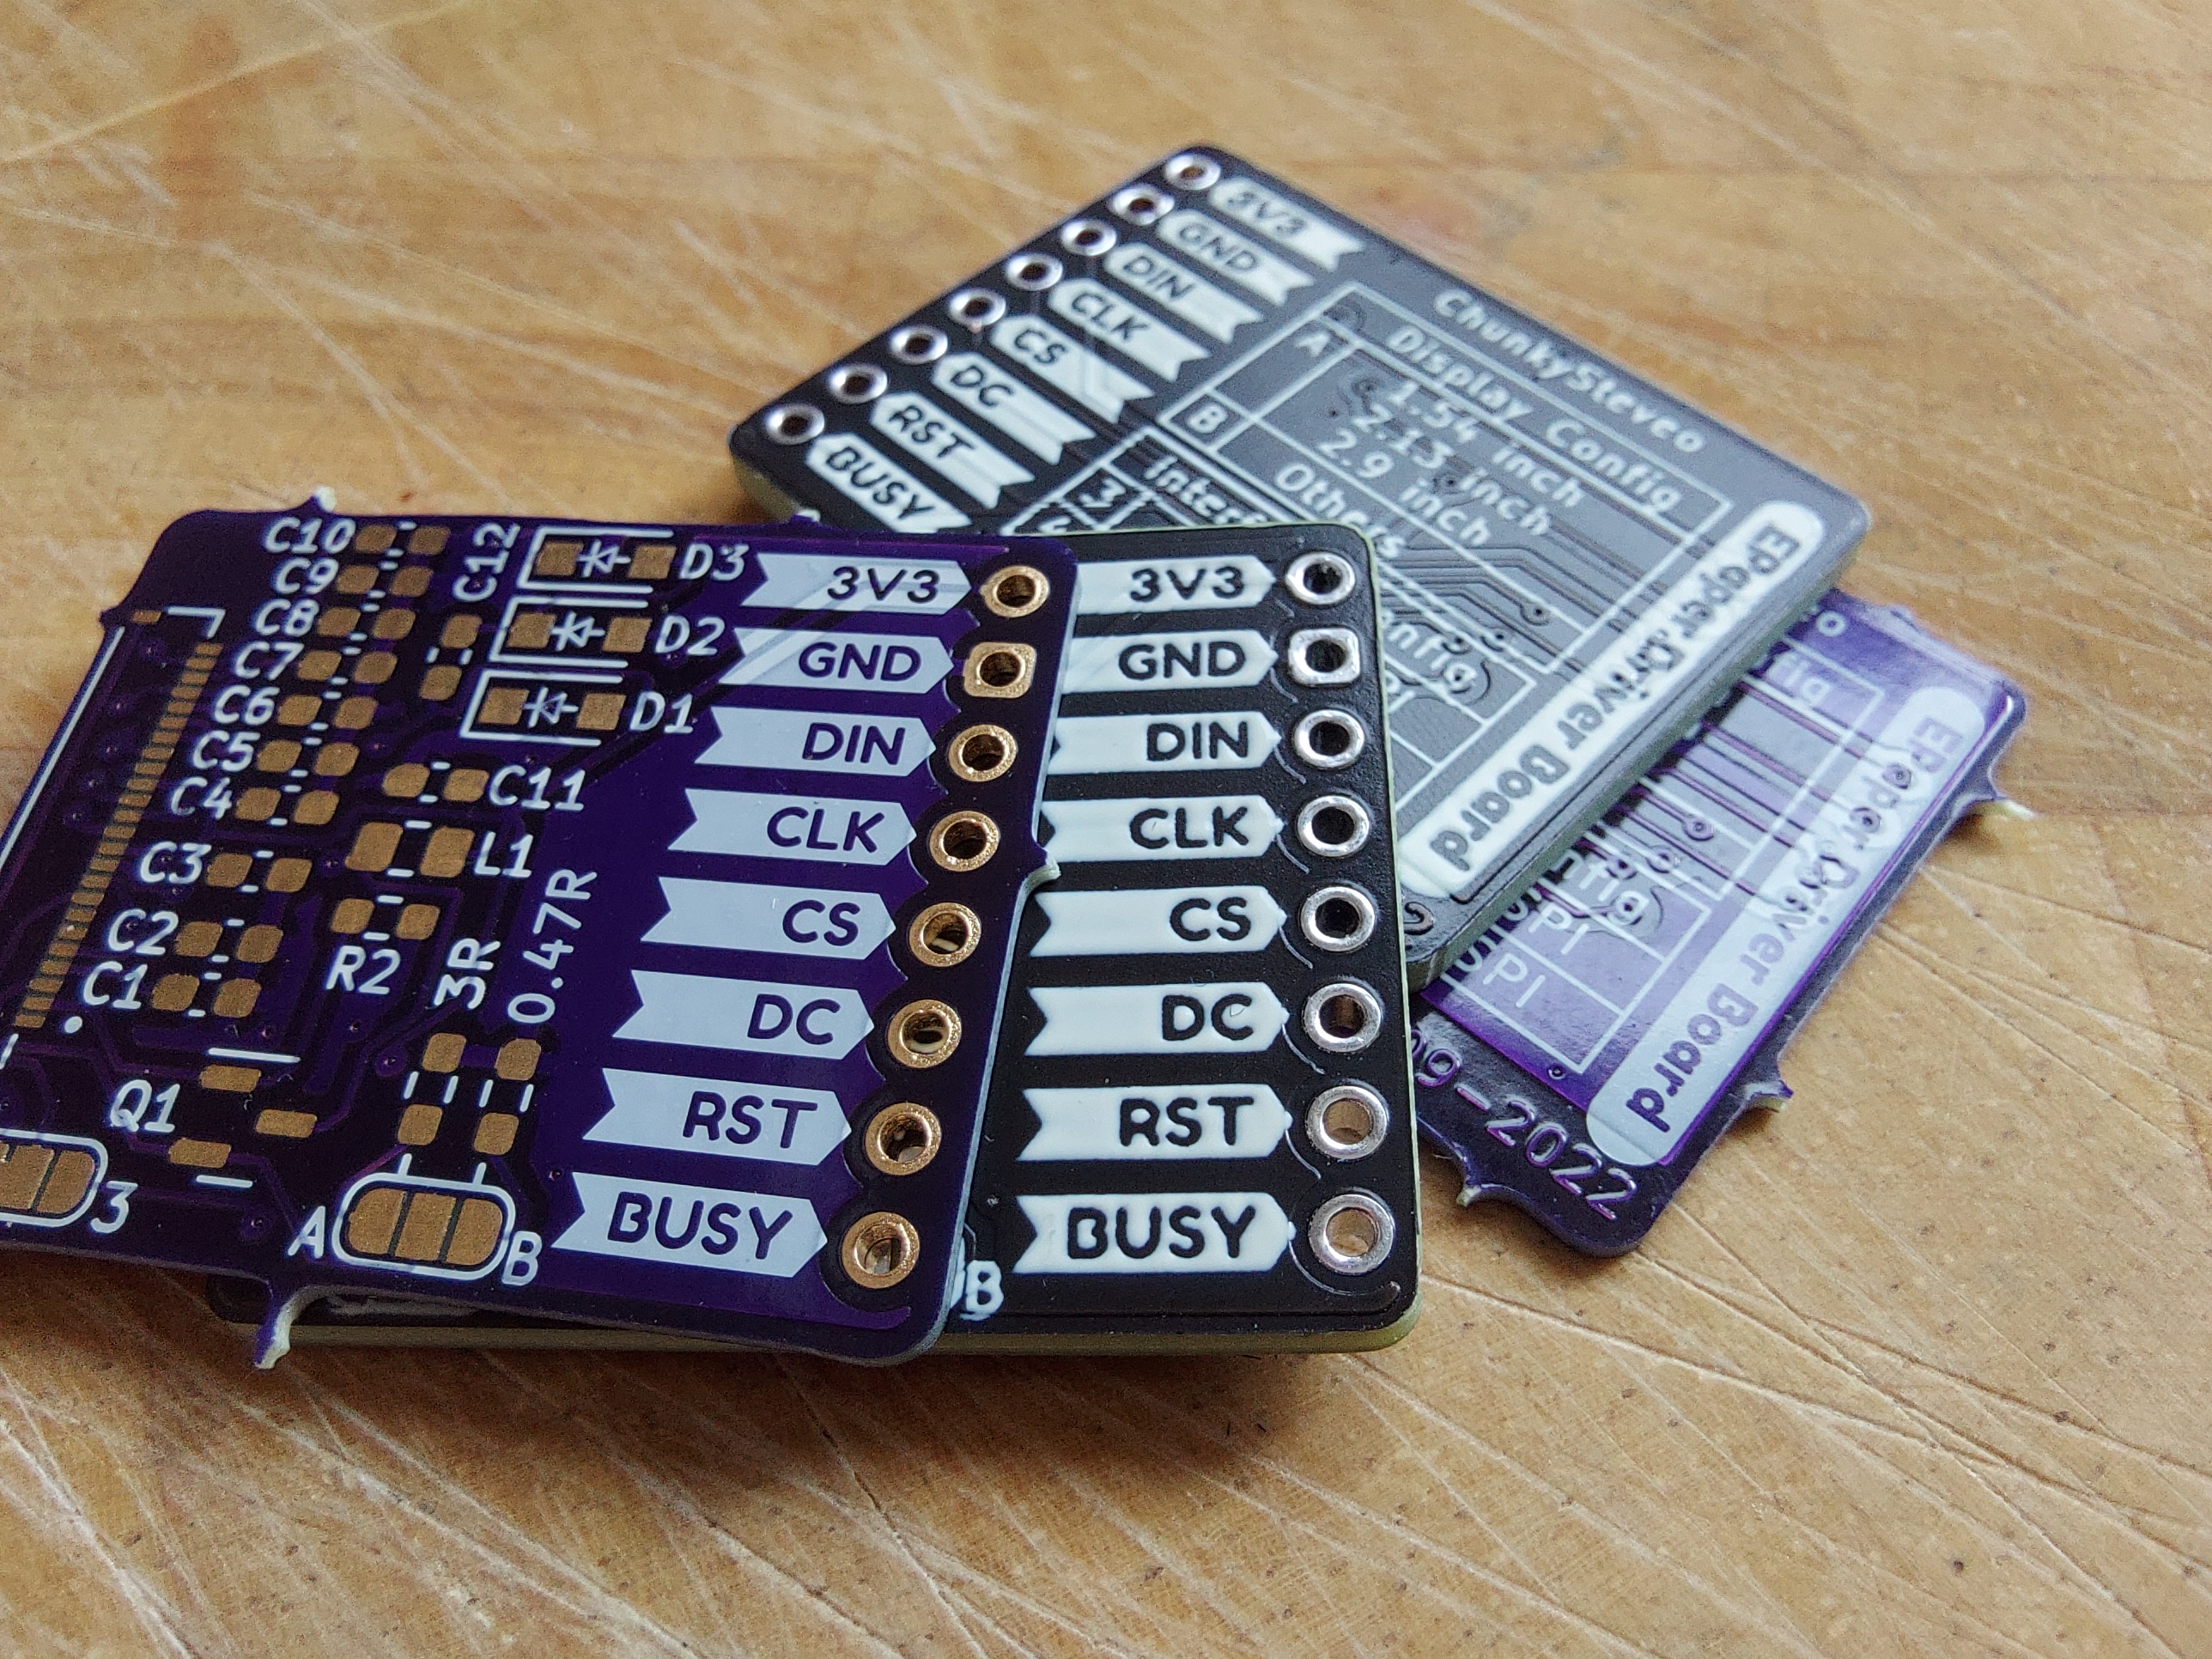 3V3
GND
DIN
CLK
CS
DC
RST
BUSY
ChunkySteveo
Display Config
A
1.54 inch
2.13 inch
2.9 inch
B
Others
3
EPaper Driver Board
C10
C9
C8
C7
C6
C5
C4
C3
C2
C1
C12
D3
D2
D1
C11
L1
R2
3R
0.47R
Q1
3
A
B
3V3
GND
DIN
CLK
CS
DC
RST
BUSY
3V3
GND
DIN
CLK
CS
DC
RST
BUSY
B
EPaper Driver Board
09-2022